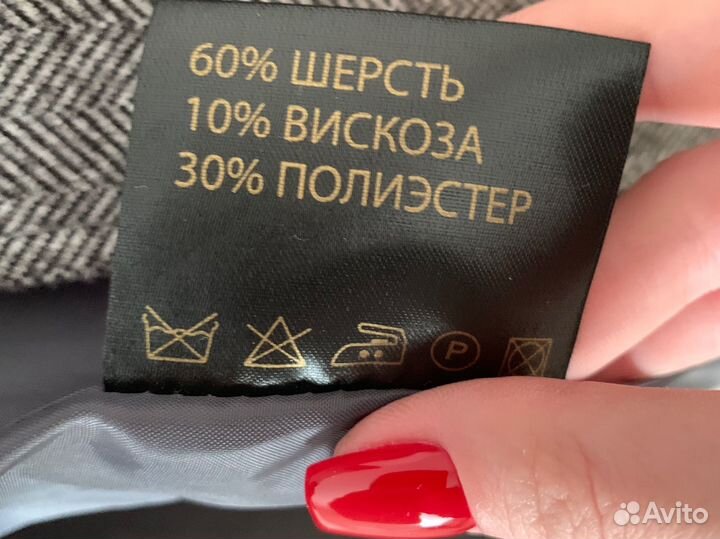 60% ШЕРСТЬ
10% ВИСКОЗА
30% ПОЛИЭСТЕР
P
Avito